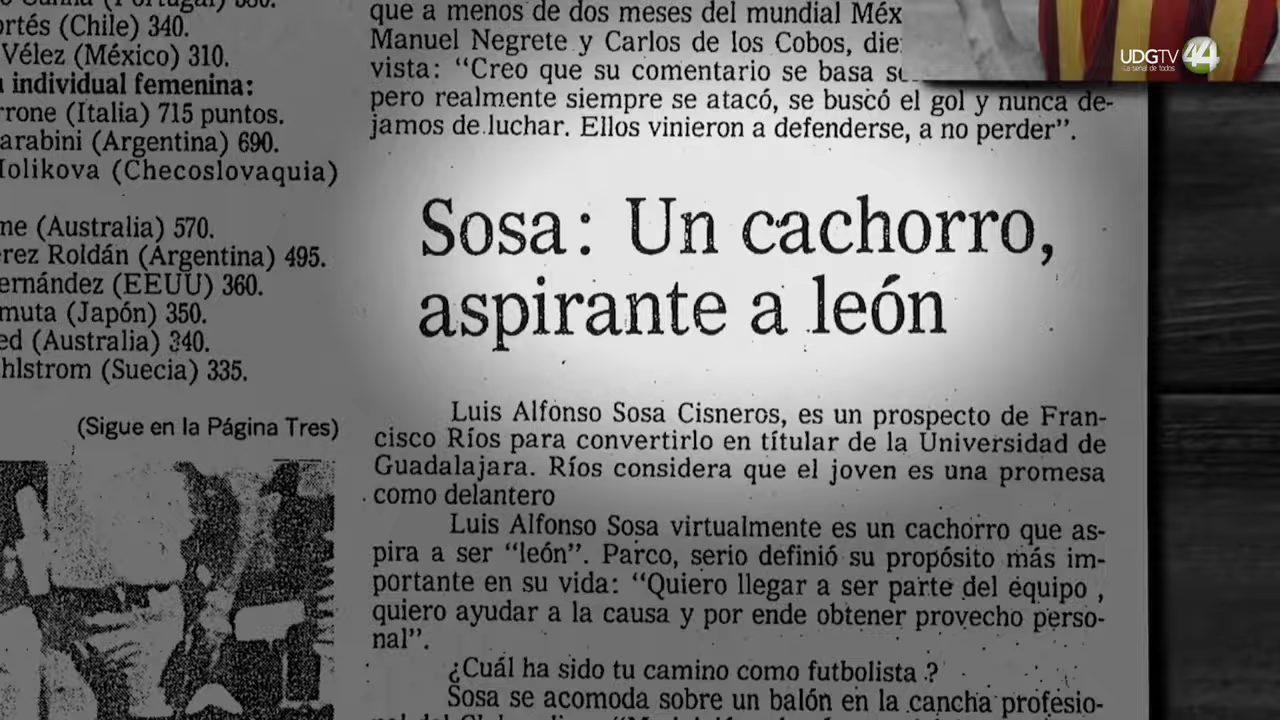 (Portugal)
ortés (Chile) 340.
Vélez (México) 310.
individual femenina:
rrone (Italia) 715 puntos.
arabini (Argentina) 690.
Iolikova (Checoslovaquia)
ne (Australia) 570.
érez Roldán (Argentina) 495.
ernández (EEUU) 360.
muta (Japón) 350.
ed (Australia) 340.
hlstrom (Suecia) 335.
(Sigue en la Página Tres)
que a menos de dos meses del mundial Méx
Manuel Negrete y Carlos de los Cobos, die
vista: “Creo que su comentario se basa
pero realmente siempre se atacó, se buscó el gol y nunca de-
jamos de luchar. Ellos vinieron a defenderse, a no perder”.
Sosa: Un cachorro,
aspirante a león
Luis Alfonso Sosa Cisneros, es un prospecto de Fran-
cisco Ríos para convertirlo en títular de la Universidad de
Guadalajara. Ríos considera que el joven es una promesa
como delantero
Luis Alfonso Sosa virtualmente es un cachorro que as-
pira a ser “león”. Parco, serio definió su propósito más im-
portante en su vida: “Quiero llegar a ser parte del equipo ,
quiero ayudar a la causa y por ende obtener provecho perso-
nal”.
¿Cuál ha sido tu camino como futbolista ?
Sosa se acomoda sobre un balón en la cancha profesio-
UDGTV 44
La señal de todos